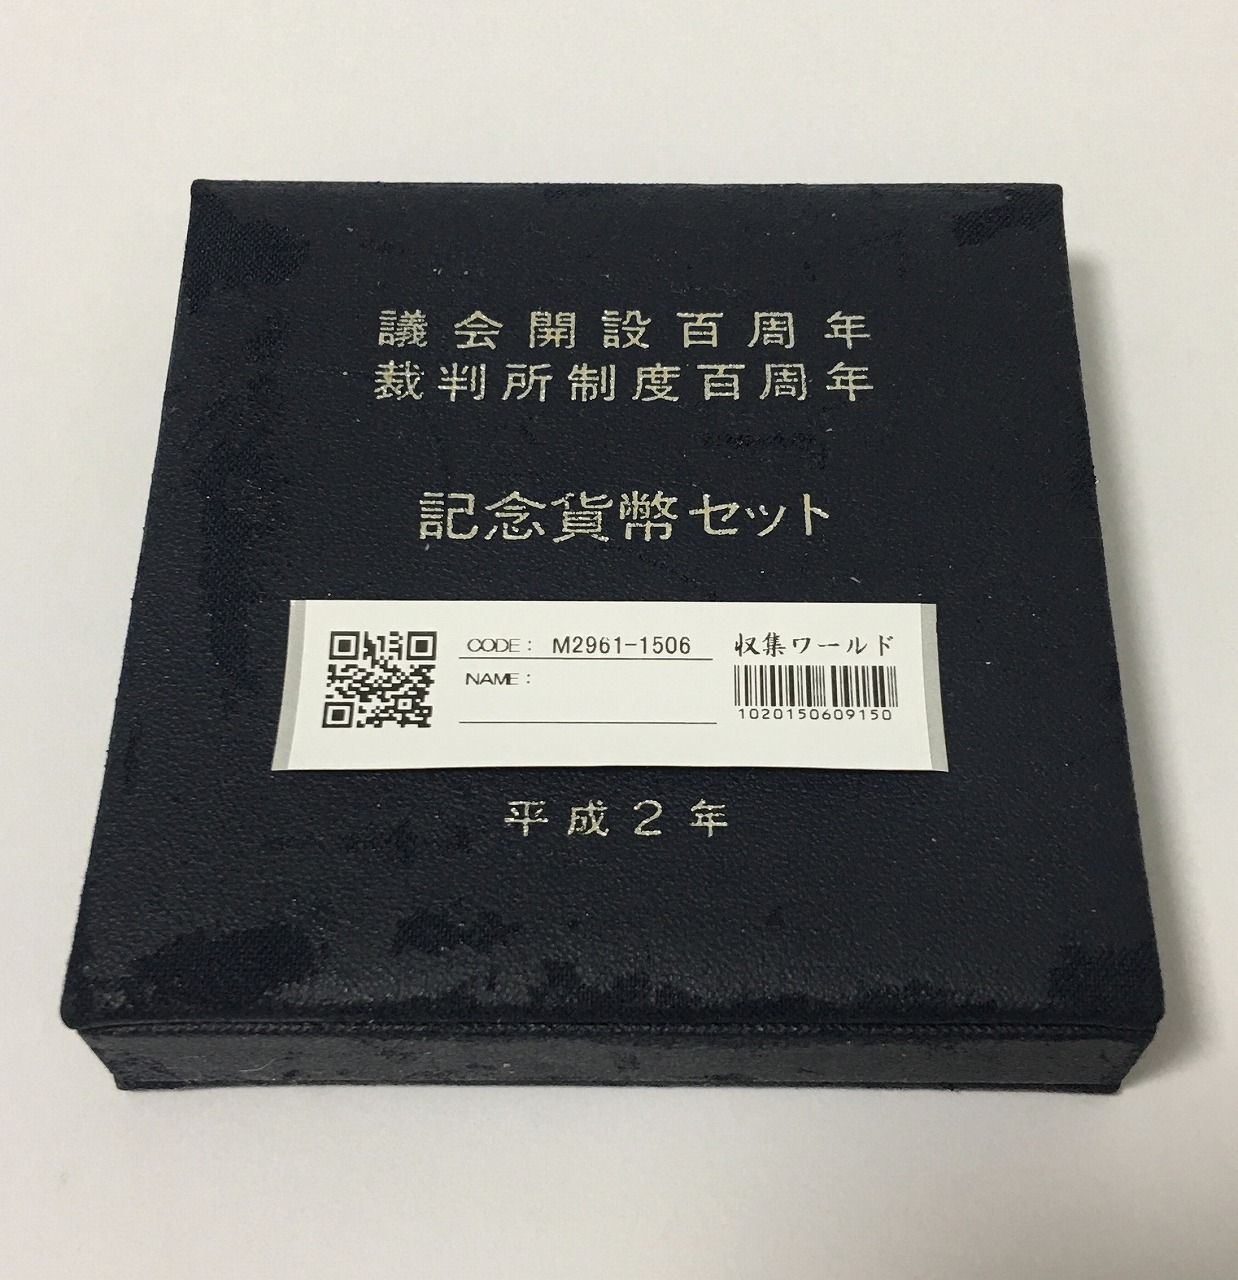 議会開設百周年
裁判所制度百周年
記念貨幣セット
CODE: M2961-1506
NAME:
収集ワールド
1020150609150
平成2年